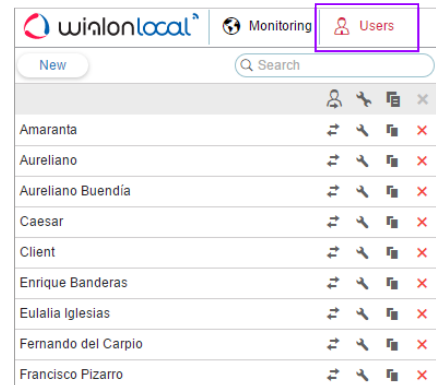 wialonlocal
Monitoring
Users
New
Search
Amaranta
Aureliano
Aureliano Buendía
Caesar
Client
Enrique Banderas
Eulalia Iglesias
Fernando del Carpio
Francisco Pizarro